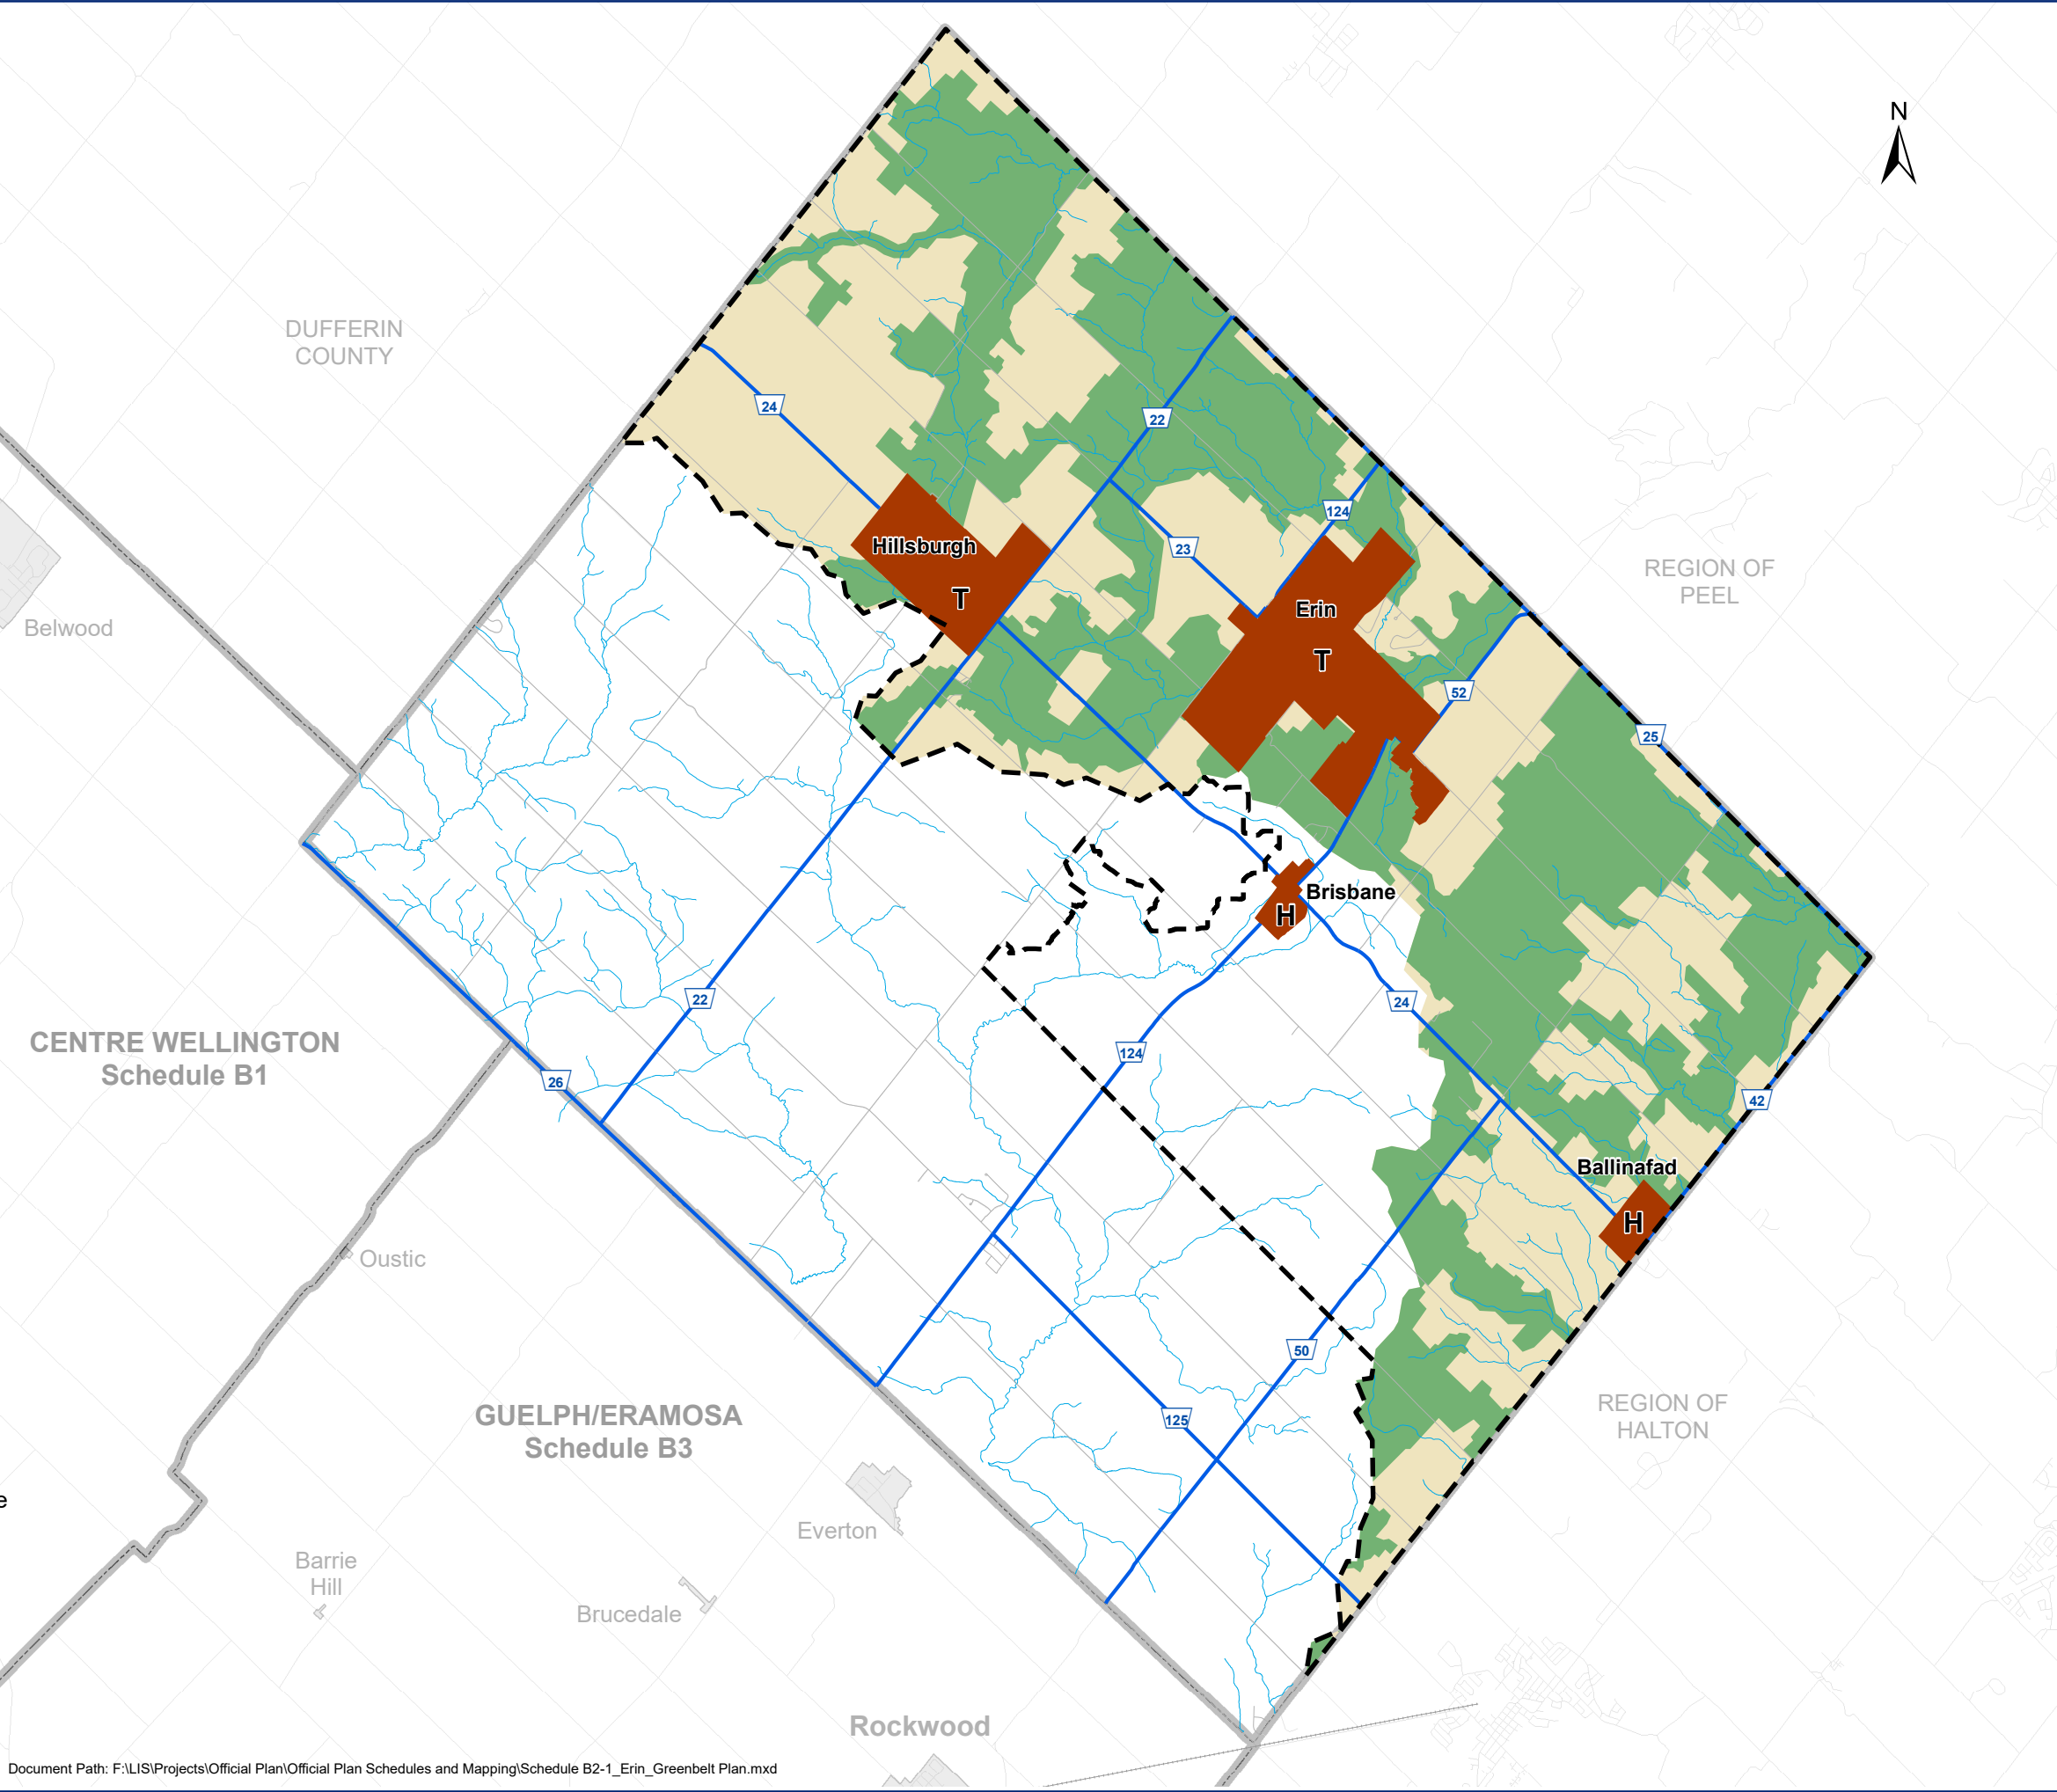 N
DUFFERIN
COUNTY
24
22
124
Hillsburgh
T
23
REGION OF
PEEL
Erin
T
Belwood
52
25
Brisbane
H
22
24
CENTRE WELLINGTON
Schedule B1
124
26
42
Ballinafad
H
Oustic
50
GUELPH/ERAMOSA
Schedule B3
125
REGION OF
HALTON
e
Everton
Barrie
Hill
Brucedale
Rockwood
Document Path: F:\LIS\Projects\Official Plan\Official Plan Schedules and Mapping\Schedule B2-1_Erin_Greenbelt Plan.mxd